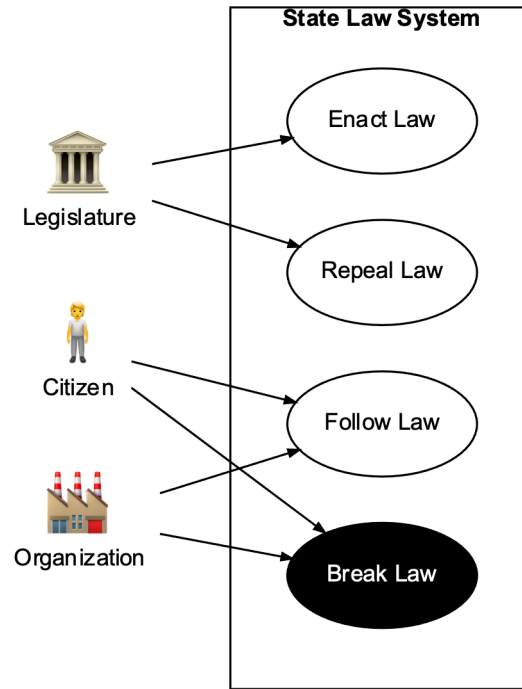 State Law System
Enact Law
Legislature
Repeal Law
Citizen
Follow Law
Organization
Break Law